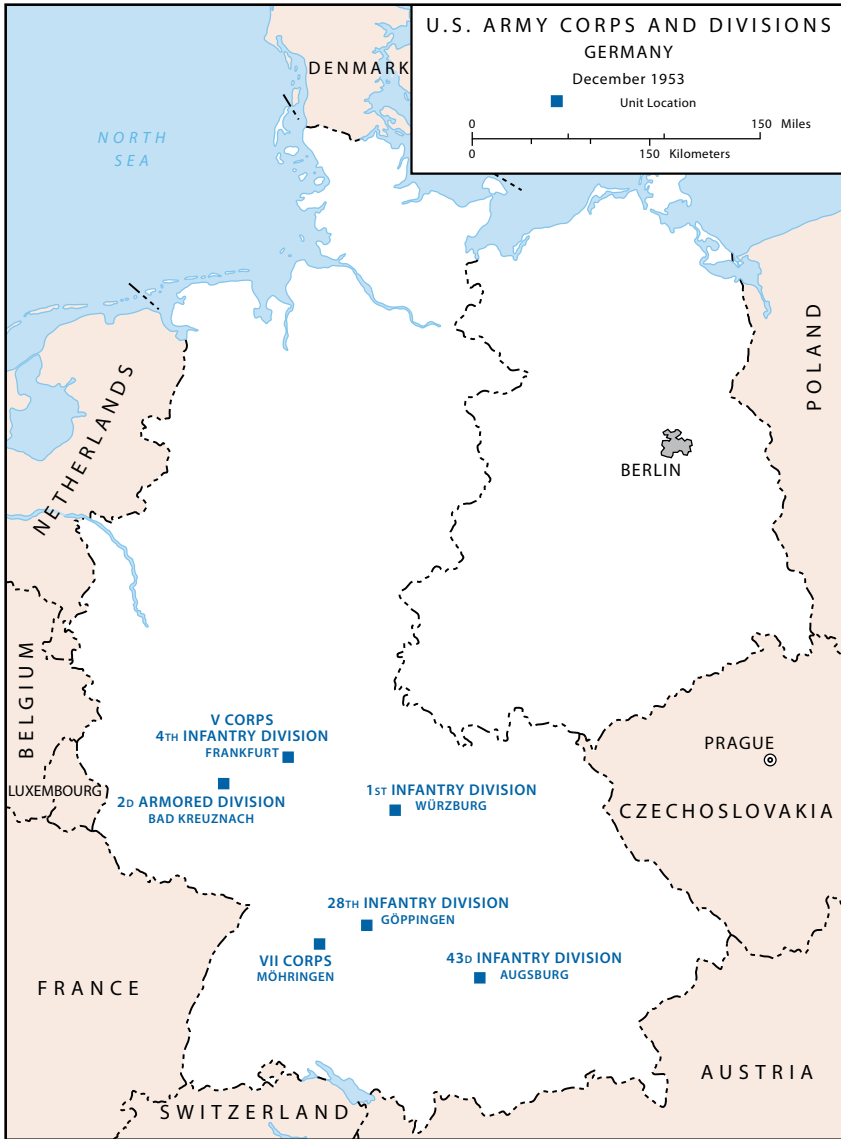 U.S. ARMY CORPS AND DIVISIONS
GERMANY
December 1953
Unit Location
0 150 Miles
0 150 Kilometers
DENMARK
NORTH
SEA
NETHERLANDS
POLAND
BERLIN
BELGIUM
LUXEMBOURG
V CORPS
4TH INFANTRY DIVISION
FRANKFURT
2D ARMORED DIVISION
BAD KREUZNACH
1ST INFANTRY DIVISION
WÜRZBURG
PRAGUE
CZECHOSLOVAKIA
28TH INFANTRY DIVISION
GÖPPINGEN
VII CORPS
MÖHRINGEN
43D INFANTRY DIVISION
AUGSBURG
FRANCE
SWITZERLAND
AUSTRIA